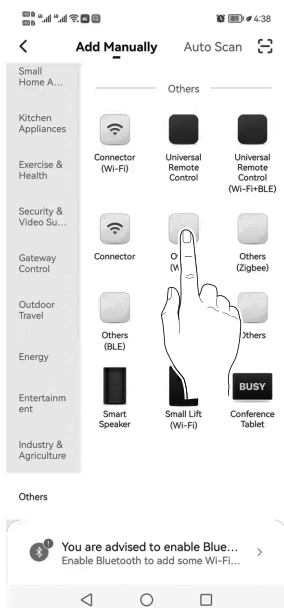 4:38
Add Manually Auto Scan
Small
Home A...
Others
Kitchen
Appliances
Connector
(Wi-Fi)
Universal
Remote
Control
Universal
Remote
Control
(Wi-Fi+BLE)
Exercise &
Health
Security &
Video Su...
Connector
Others
(Zigbee)
Gateway
Control
Outdoor
Travel
Others
(BLE)
Others
Energy
Entertainm
ent
BUSY
Smart
Speaker
Small Lift
(Wi-Fi)
Conference
Tablet
Industry &
Agriculture
Others
You are advised to enable Blue...
Enable Bluetooth to add some Wi-Fi...